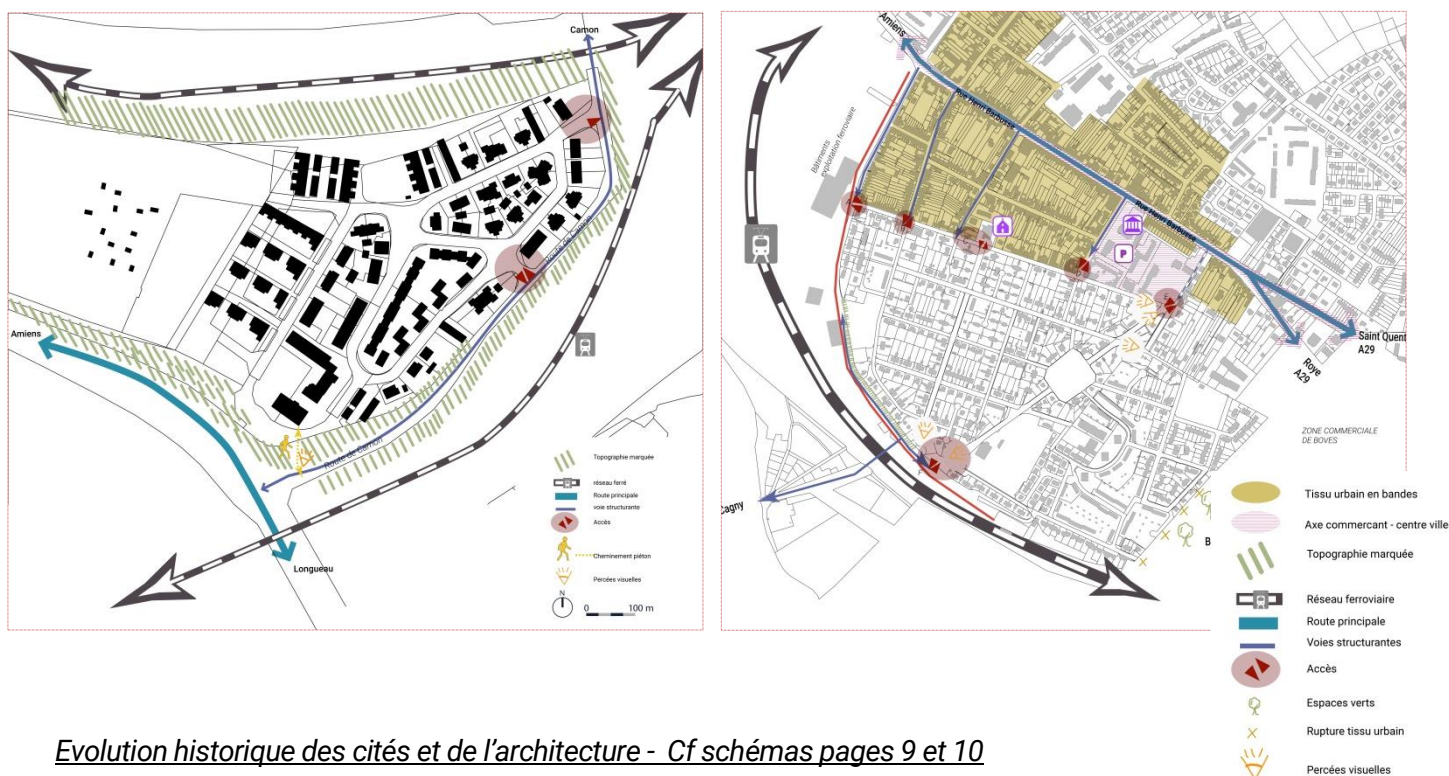 Camon
Route de Camon
Amiens
Route de Camon
Longueau
Topographie marquée
réseau ferré
Route principale
voie structurante
Accès
Cheminement piéton
Percées visuelles
N
0 100 m
Amiens
Rue Henri Barbusse
Bâtiments
exploitation ferroviaire
Rue Henri Barbusse
P
Saint Quent
A29
Roye
A29
ZONE COMMERCIALE
DE BOVES
Cagny
B
Tissu urbain en bandes
Axe commercant - centre ville
Topographie marquée
Réseau ferroviaire
Route principale
Voies structurantes
Accès
Espaces verts
Rupture tissu urbain
Percées visuelles
Evolution historique des cités et de l’architecture - Cf schémas pages 9 et 10